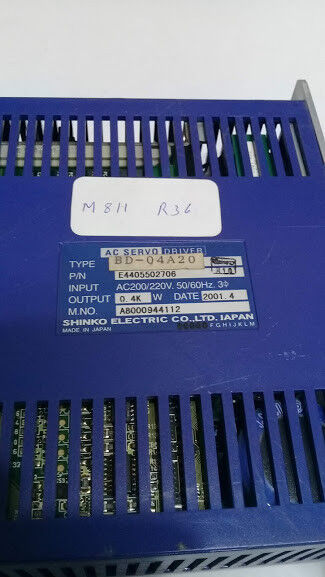 M8H R36
AC SERVO DRIVER
TYPE BD-04A20
P/N E4405502706
INPUT AC200/220V. 50/60Hz. 3Φ
OUTPUT 0.4K W DATE 2001.4
M.NO. A8000944112
SHINKO ELECTRIC CO.,LTD. JAPAN
MADE IN JAPAN FGHIJKLM